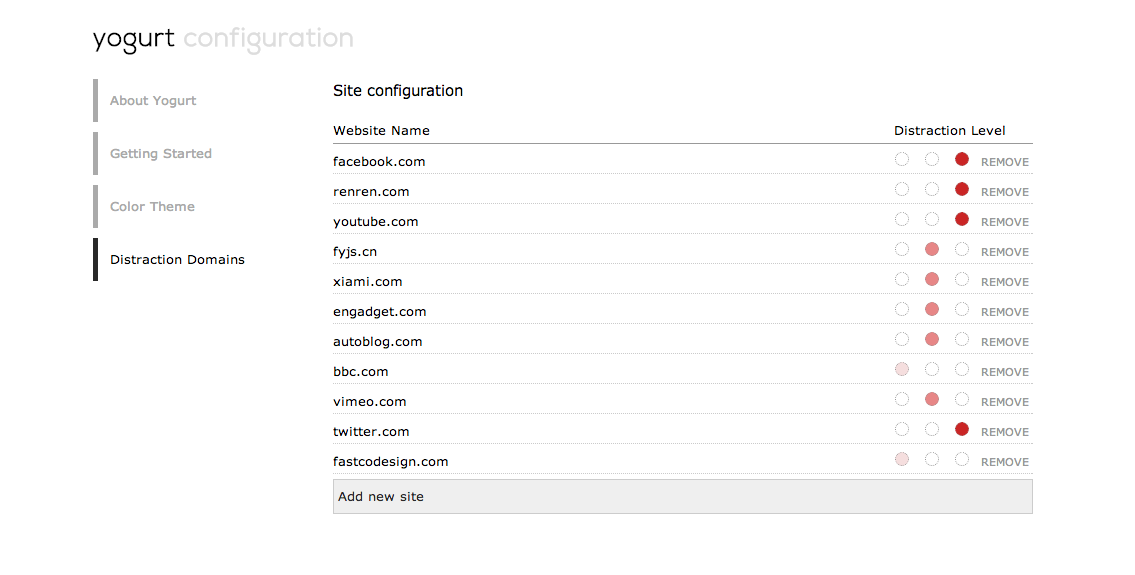 yogurt configuration
About Yogurt
Getting Started
Color Theme
Distraction Domains
Site configuration
Website Name Distraction Level
facebook.com REMOVE
renren.com REMOVE
youtube.com REMOVE
fyjs.cn REMOVE
xiami.com REMOVE
engadget.com REMOVE
autoblog.com REMOVE
bbc.com REMOVE
vimeo.com REMOVE
twitter.com REMOVE
fastcodesign.com REMOVE
Add new site